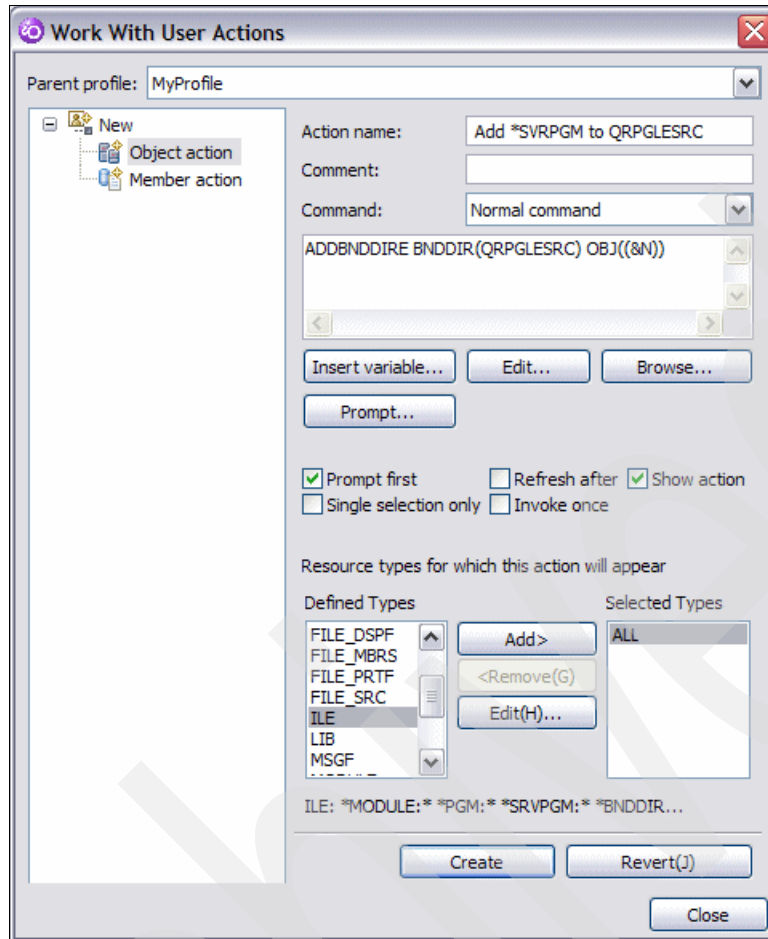 Work With User Actions
Parent profile: MyProfile
New
Object action
Member action
Action name: Add *SVRPGM to QRPGLESRC
Comment:
Command: Normal command
ADDBNDDIRE BNDDIR(QRPGLESRC) OBJ((&N))
Insert variable... Edit... Browse...
Prompt...
Prompt first Refresh after Show action
Single selection only Invoke once
Resource types for which this action will appear
Defined Types Selected Types
FILE_DSPF
FILE_MBRS
FILE_PRTF
FILE_SRC
ILE
LIB
MSGF
Add>
<Remove(G)
Edit(H)...
ALL
ILE: *MODULE:* *PGM:* *SRVPGM:* *BNDDIR...
Create Revert(J)
Close